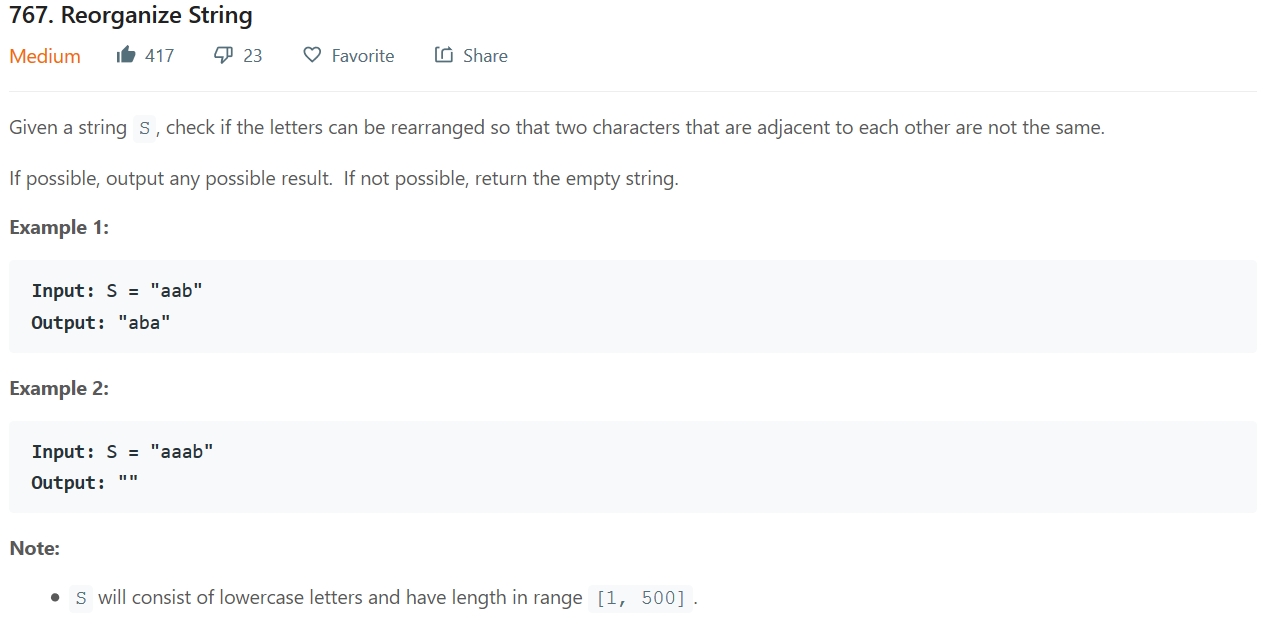 767. Reorganize String
Medium 417 23 Favorite Share
Given a string S, check if the letters can be rearranged so that two characters that are adjacent to each other are not the same.
If possible, output any possible result.  If not possible, return the empty string.
Example 1:
Input: S = "aab"
Output: "aba"
Example 2:
Input: S = "aaab"
Output: ""
Note:
• S will consist of lowercase letters and have length in range [1, 500].